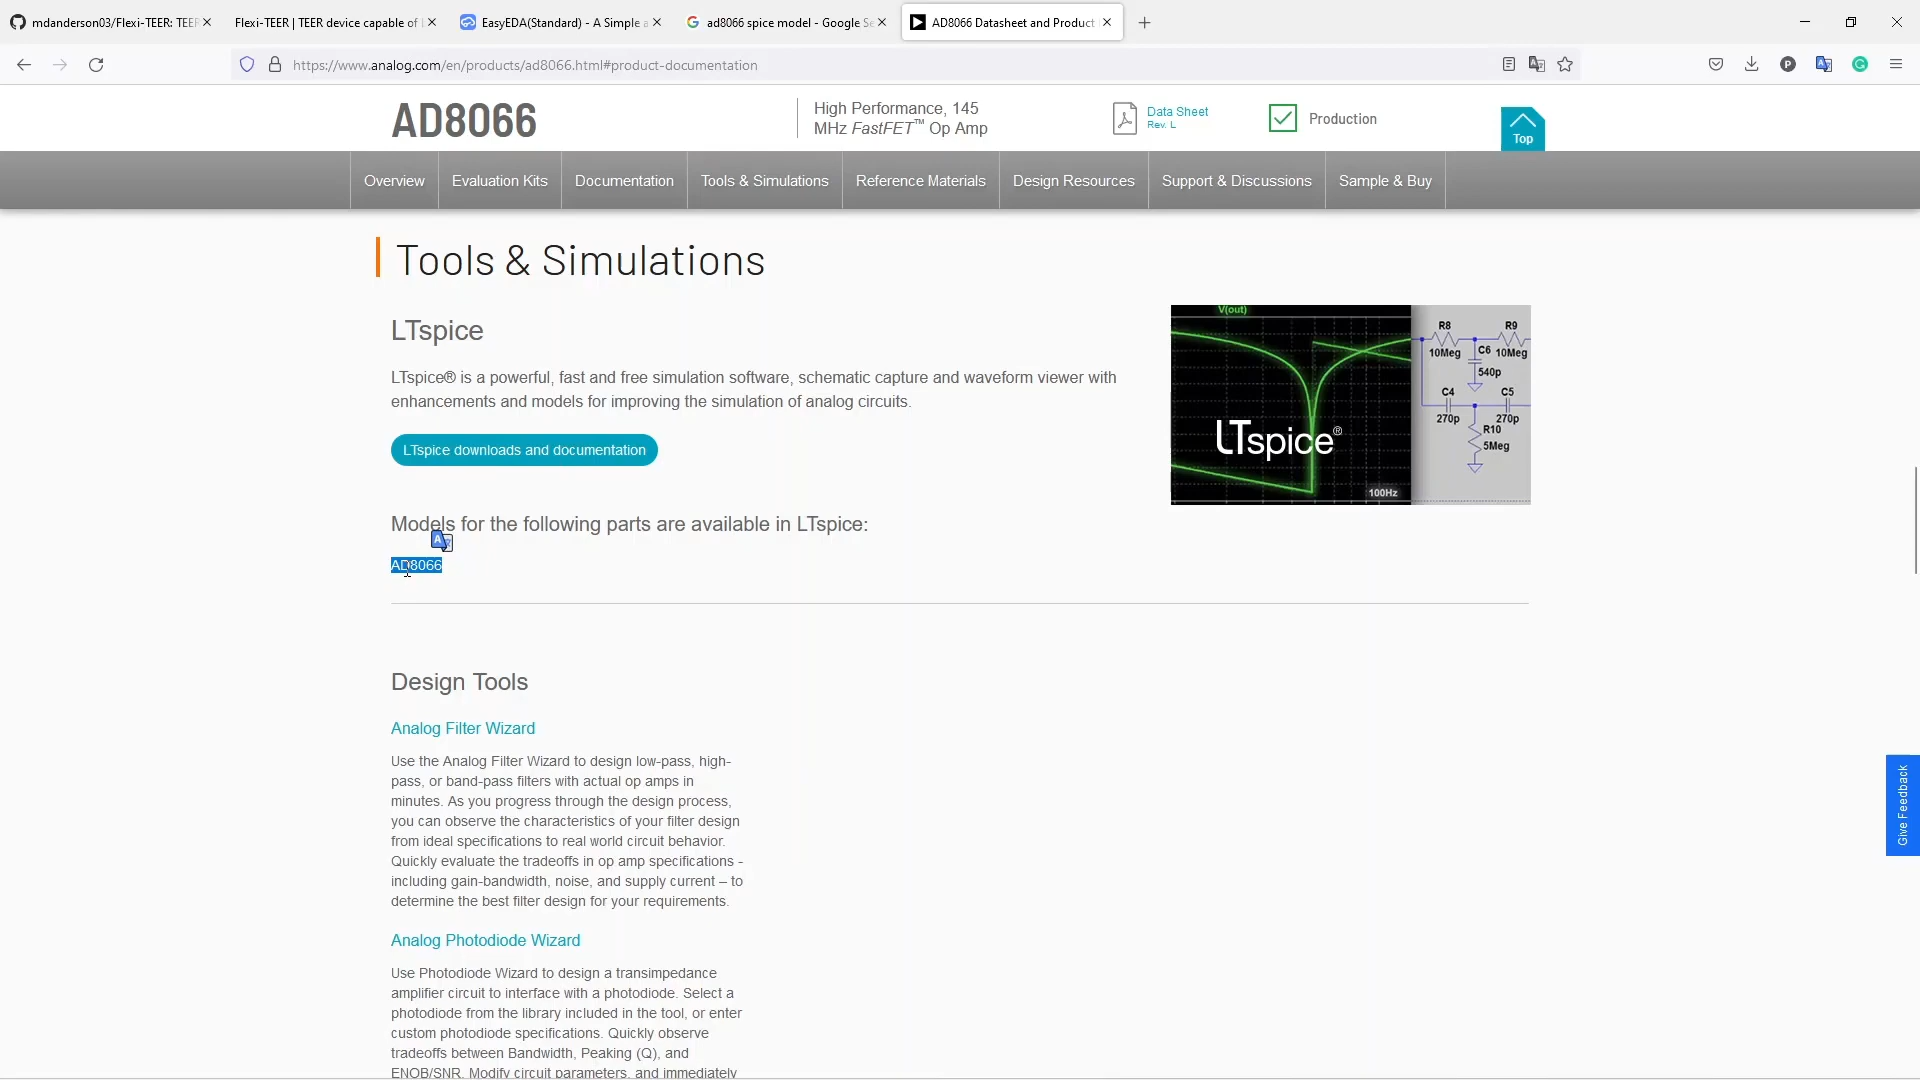 mdanderson03/Flexi-TEER: TEER
Flexi-TEER | TEER device capable of
EasyEDA(Standard) - A Simple a
ad8066 spice model - Google Se
AD8066 Datasheet and Product
https://www.analog.com/en/products/ad8066.html#product-documentation
AD8066
High Performance, 145
MHz FastFET™ Op Amp
Data Sheet
Rev. L
Production
Top
Overview
Evaluation Kits
Documentation
Tools & Simulations
Reference Materials
Design Resources
Support & Discussions
Sample & Buy
Tools & Simulations
LTspice
LTspice® is a powerful, fast and free simulation software, schematic capture and waveform viewer with
enhancements and models for improving the simulation of analog circuits.
LTspice downloads and documentation
V(out)
R8
R9
10Meg
C6
10Meg
540p
C4
C5
270p
270p
R10
5Meg
LTspice®
100Hz
Models for the following parts are available in LTspice:
AD8066
Design Tools
Analog Filter Wizard
Use the Analog Filter Wizard to design low-pass, high-
pass, or band-pass filters with actual op amps in
minutes. As you progress through the design process,
you can observe the characteristics of your filter design
from ideal specifications to real world circuit behavior.
Quickly evaluate the tradeoffs in op amp specifications -
including gain-bandwidth, noise, and supply current – to
determine the best filter design for your requirements.
Analog Photodiode Wizard
Use Photodiode Wizard to design a transimpedance
amplifier circuit to interface with a photodiode. Select a
photodiode from the library included in the tool, or enter
custom photodiode specifications. Quickly observe
tradeoffs between Bandwidth, Peaking (Q), and
ENOB/SNR. Modify circuit parameters, and immediately
Give Feedback